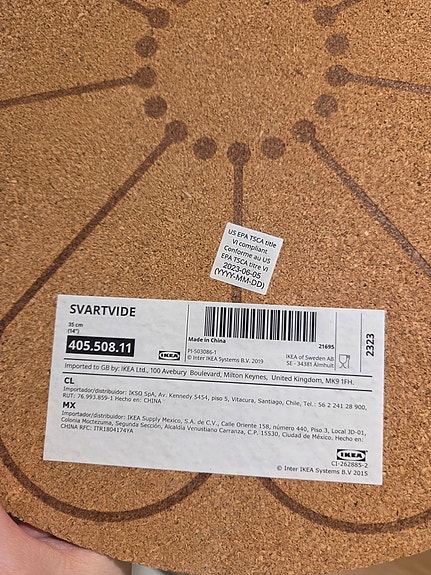 US EPA TSCA title
VI compliant
Conforme au US
EPA TSCA titre VI
2023-06-05
(YYYY-MM-DD)
SVARTVIDE
35 cm
(14")
405.508.11
IKEA
Made in China
21695
PI-503086-1
© Inter IKEA Systems B.V. 2019
IKEA of Sweden AB
SE - 34381 Älmhult
2323
Imported to GB by: IKEA Ltd., 100 Avebury Boulevard, Milton Keynes, United Kingdom, MK9 1FH.
CL
Importador/distribuidor: IKSO SpA, Av. Kennedy 5454, piso 5, Vitacura, Santiago, Chile, Tel.: 56 2 241 28 900,
RUT: 76.993.859-1 Hecho en: CHINA
MX
Importador/distribuidor: IKEA Supply Mexico, S.A. de C.V., Calle Oriente 158, número 440, Piso 3, Local 3D-01,
Colonia Moctezuma, Segunda Sección, Alcaldía Venustiano Carranza, C.P. 15530, Ciudad de México. Hecho en:
CHINA RFC: ITR1804174YA
IKEA
CI-262885-2
© Inter IKEA Systems B.V 2015